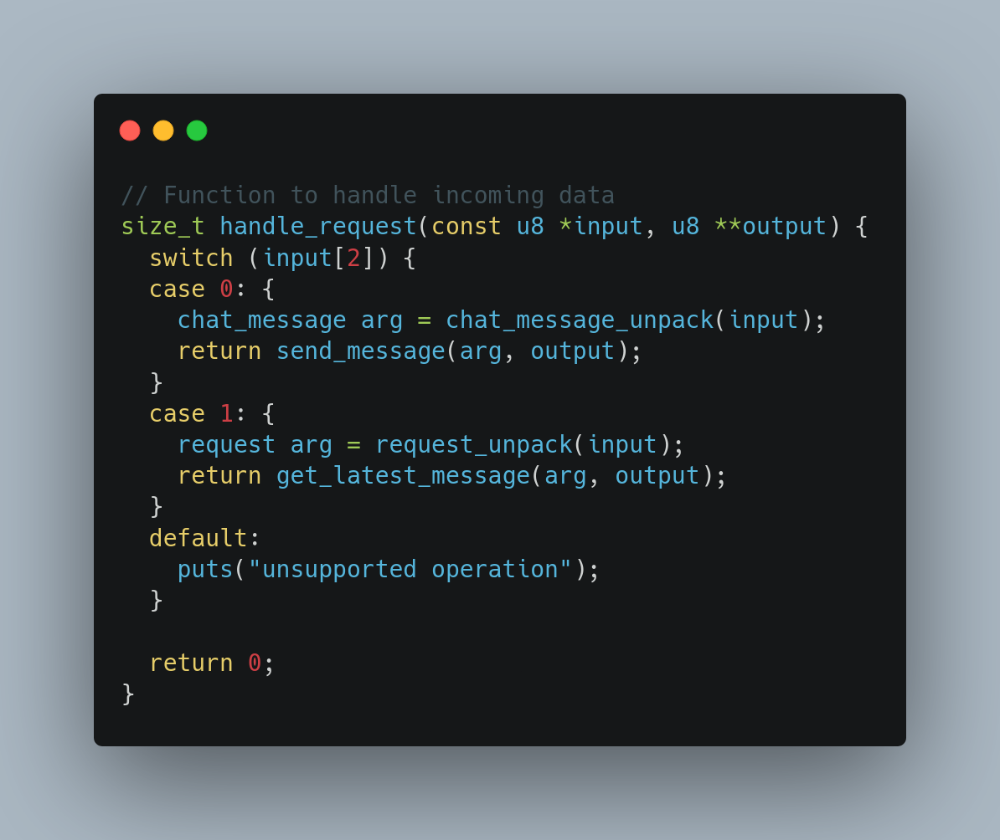 // Function to handle incoming data
size_t handle_request(const u8 *input, u8 **output) {
  switch (input[2]) {
  case 0: {
    chat_message arg = chat_message_unpack(input);
    return send_message(arg, output);
  }
  case 1: {
    request arg = request_unpack(input);
    return get_latest_message(arg, output);
  }
  default:
    puts("unsupported operation");
  }

  return 0;
}